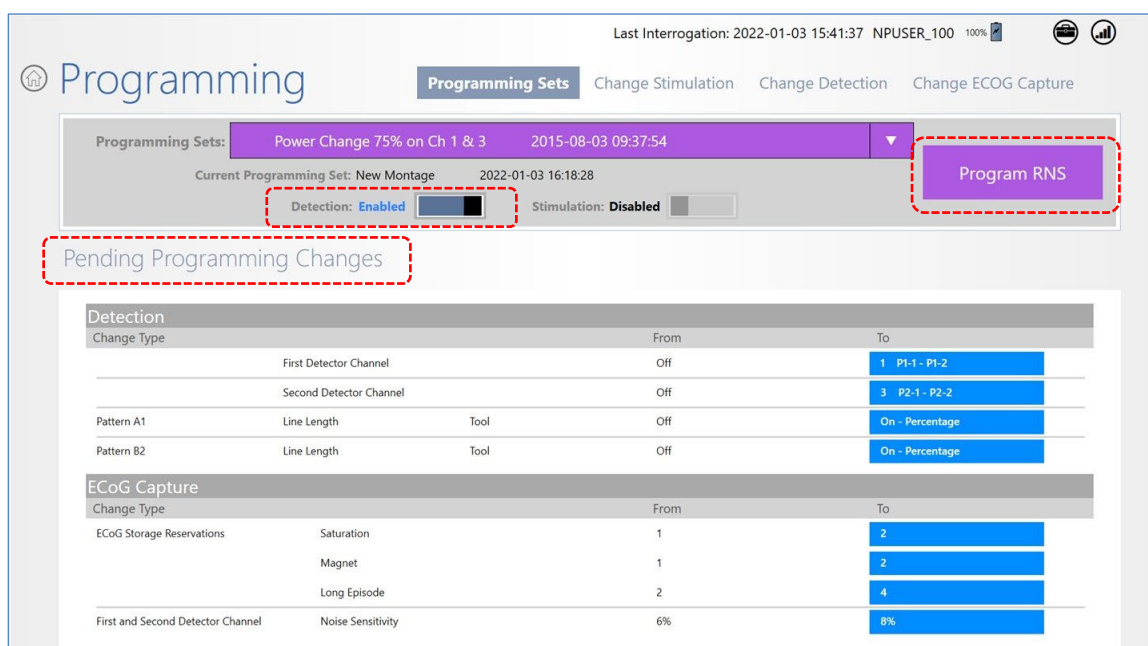 Last Interrogation: 2022-01-03 15:41:37 NPUSER_100 100%
Programming
Programming Sets Change Stimulation Change Detection Change ECOG Capture
Programming Sets: Power Change 75% on Ch 1 & 3 2015-08-03 09:37:54
Program RNS
Current Programming Set: New Montage 2022-01-03 16:18:28
Detection: Enabled Stimulation: Disabled
Pending Programming Changes
Detection
Change Type From To
First Detector Channel Off 1 P1-1 - P1-2
Second Detector Channel Off 3 P2-1 - P2-2
Pattern A1 Line Length Tool Off On - Percentage
Pattern B2 Line Length Tool Off On - Percentage
ECoG Capture
Change Type From To
ECoG Storage Reservations Saturation 1 2
Magnet 1 2
Long Episode 2 4
First and Second Detector Channel Noise Sensitivity 6% 8%